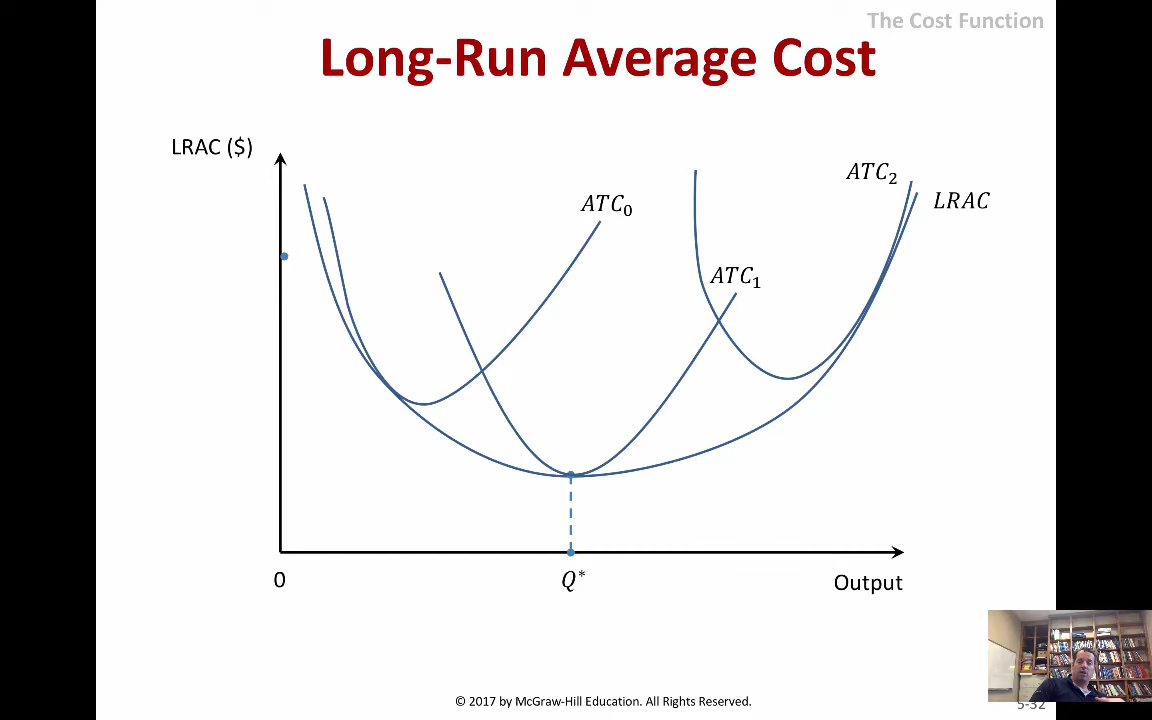 The Cost Function
Long-Run Average Cost
LRAC ($)
ATC₂
LRAC
ATC₀
ATC₁
0
Q*
Output
© 2017 by McGraw-Hill Education. All Rights Reserved.
5-32